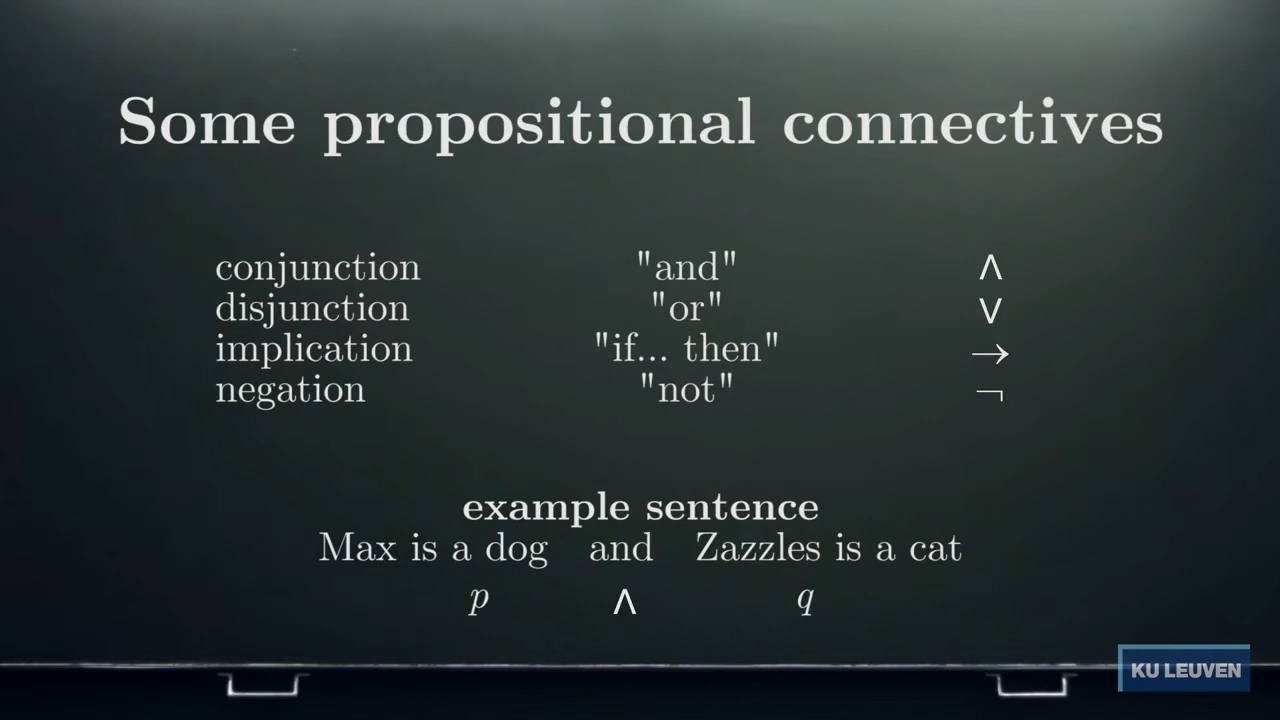 Some propositional connectives
conjunction "and" ∧
disjunction "or" ∨
implication "if... then" →
negation "not" ¬
example sentence
Max is a dog and Zazzles is a cat
p ∧ q
KU LEUVEN